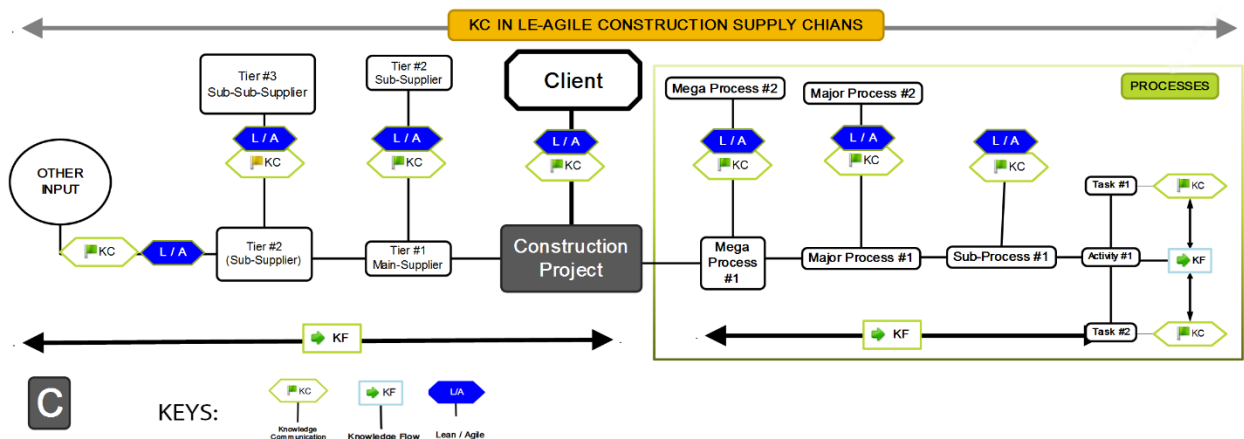 KC IN LE-AGILE CONSTRUCTION SUPPLY CHIANS
Tier #3
Sub-Sub-Supplier
Tier #2
Sub-Supplier
Client
Mega Process #2
Major Process #2
PROCESSES
L / A
KC
L / A
KC
L / A
KC
L / A
KC
L / A
KC
L / A
KC
OTHER
INPUT
KC
L / A
Tier #2
(Sub-Supplier)
Tier #1
Main-Supplier
Construction
Project
Mega
Process
#1
Major Process #1
Sub-Process #1
Task #1
KC
Activity #1
KF
Task #2
KC
KF
KF
C
KEYS:
KC
Knowledge
Communication
KF
Knowledge Flow
L/A
Lean / Agile